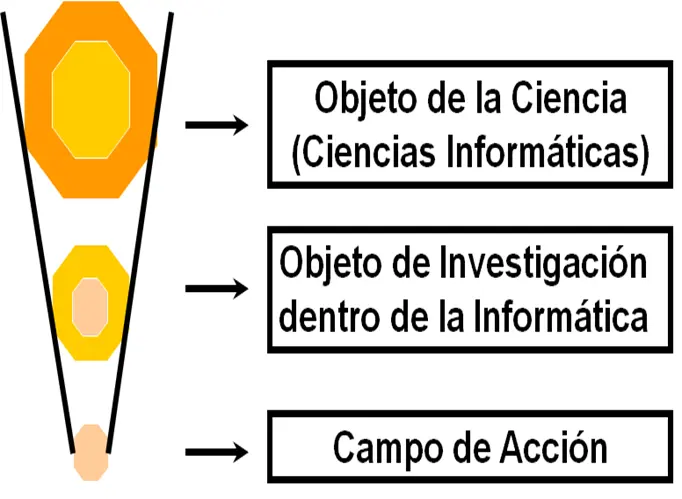 Objeto de la Ciencia
(Ciencias Informáticas)
Objeto de Investigación
dentro de la Informática
Campo de Acción